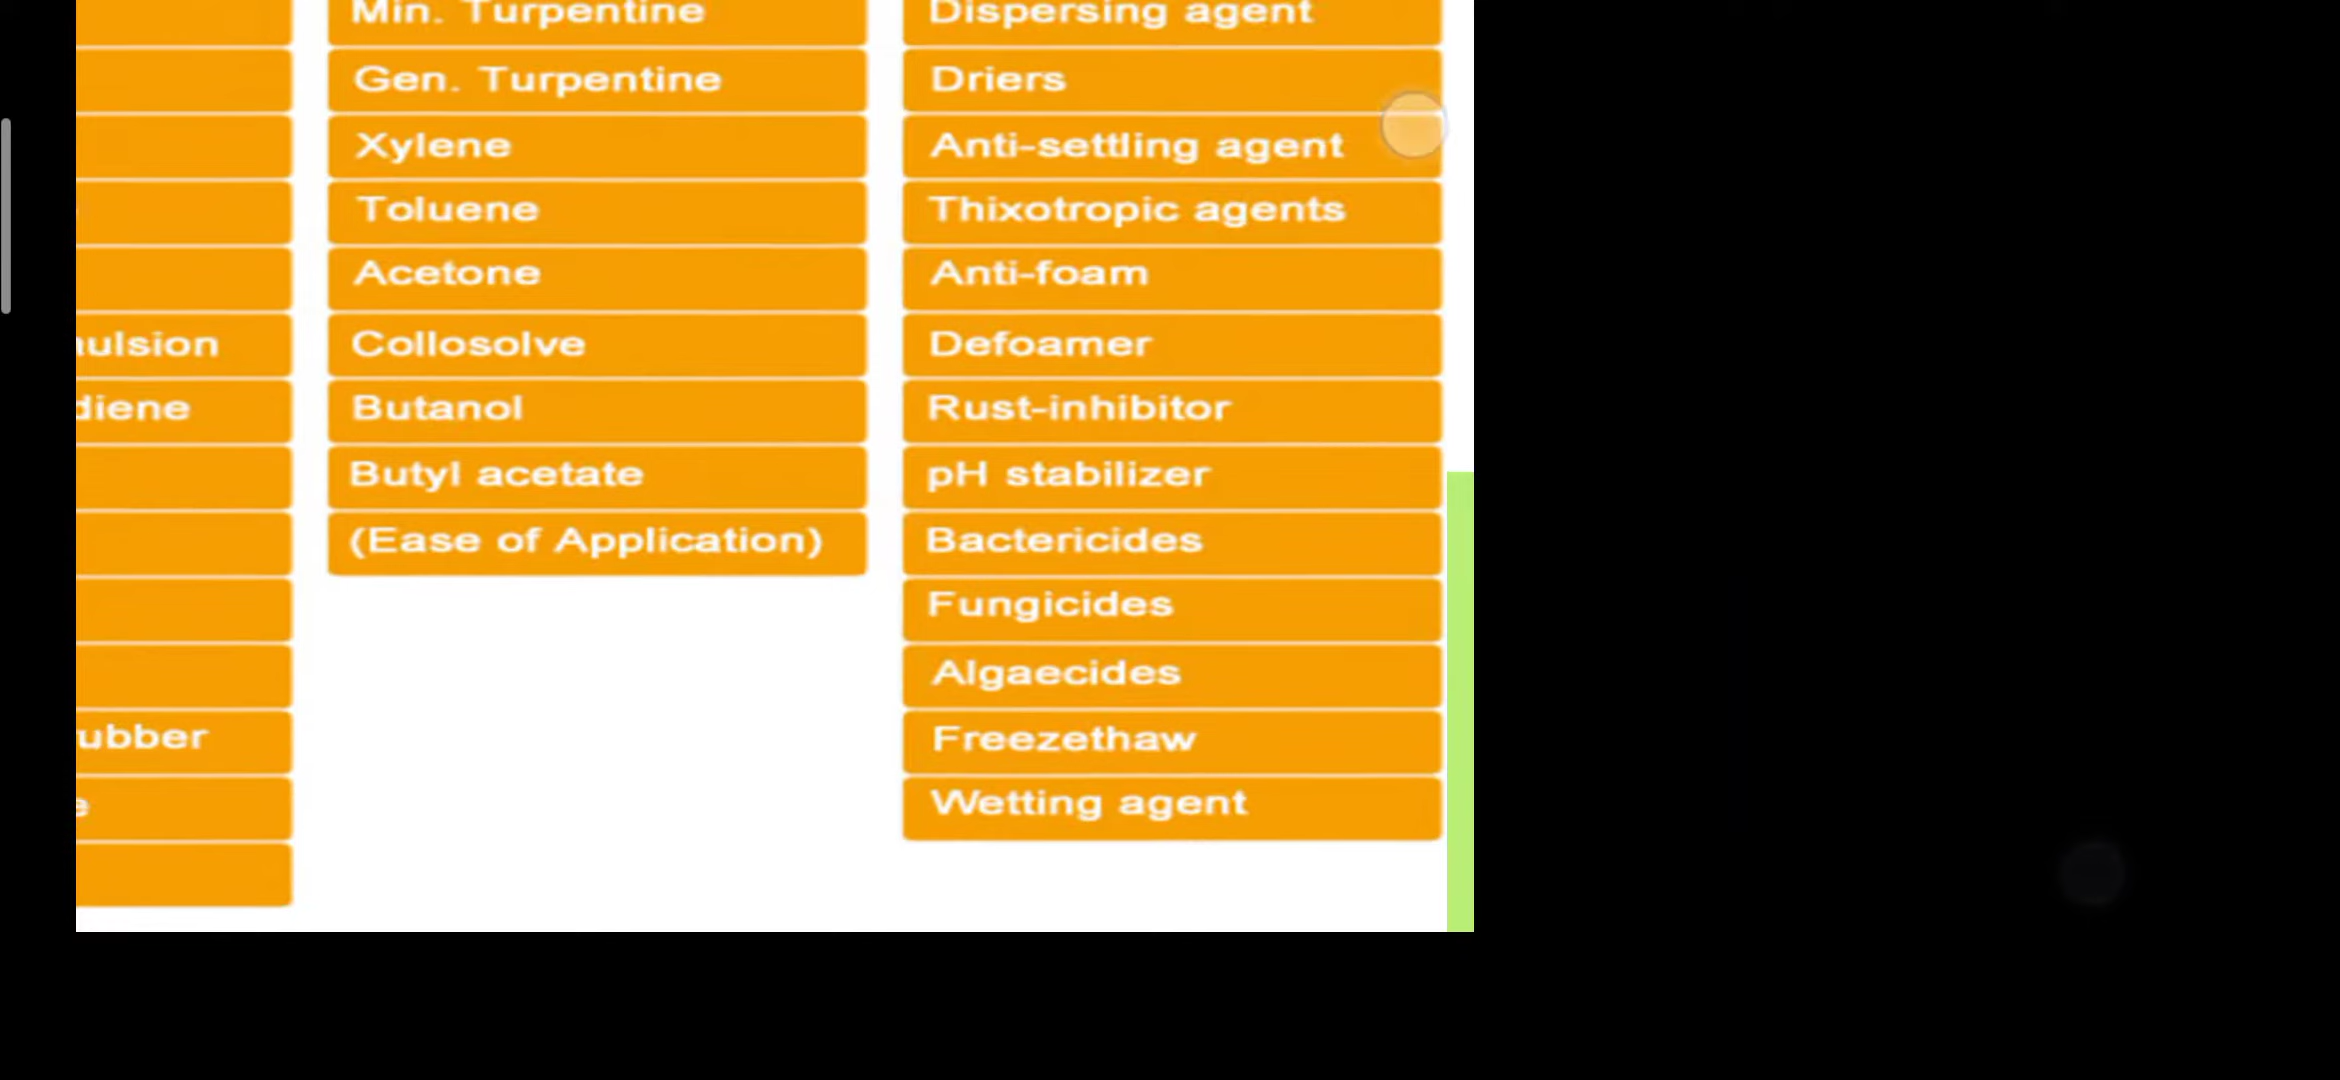 Min. Turpentine
Gen. Turpentine
Xylene
Toluene
Acetone
ulsion
Collosolve
diene
Butanol
Butyl acetate
(Ease of Application)
ubber
e
Dispersing agent
Driers
Anti-settling agent
Thixotropic agents
Anti-foam
Defoamer
Rust-inhibitor
pH stabilizer
Bactericides
Fungicides
Algaecides
Freezethaw
Wetting agent